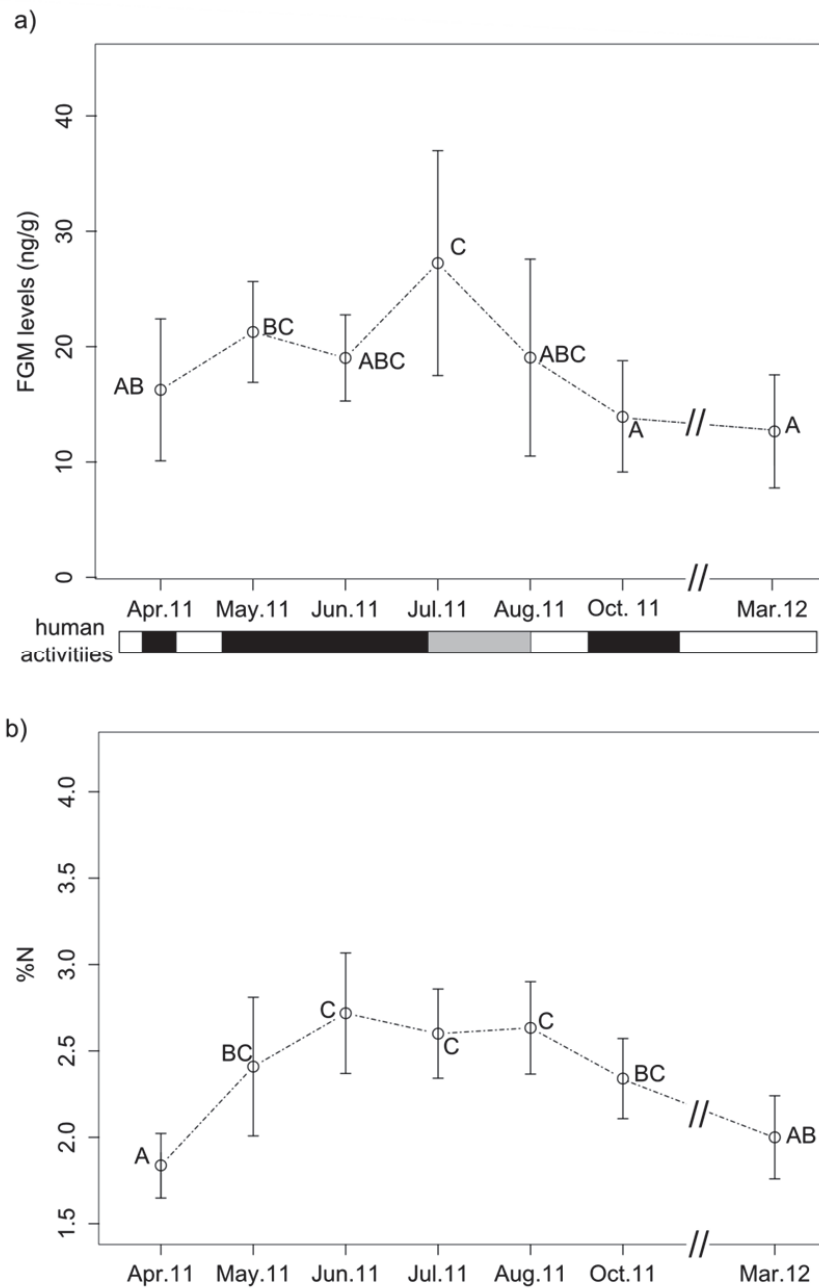 a)
40
30
20
10
0
FGM levels (ng/g)
C
BC
ABC
ABC
AB
A
A
//
//
Apr.11 May.11 Jun.11 Jul.11 Aug.11 Oct. 11 Mar.12
human
activitiies
b)
4.0
3.5
3.0
2.5
2.0
1.5
%N
C
C
C
BC
BC
A
AB
//
//
Apr.11 May.11 Jun.11 Jul.11 Aug.11 Oct.11 Mar.12